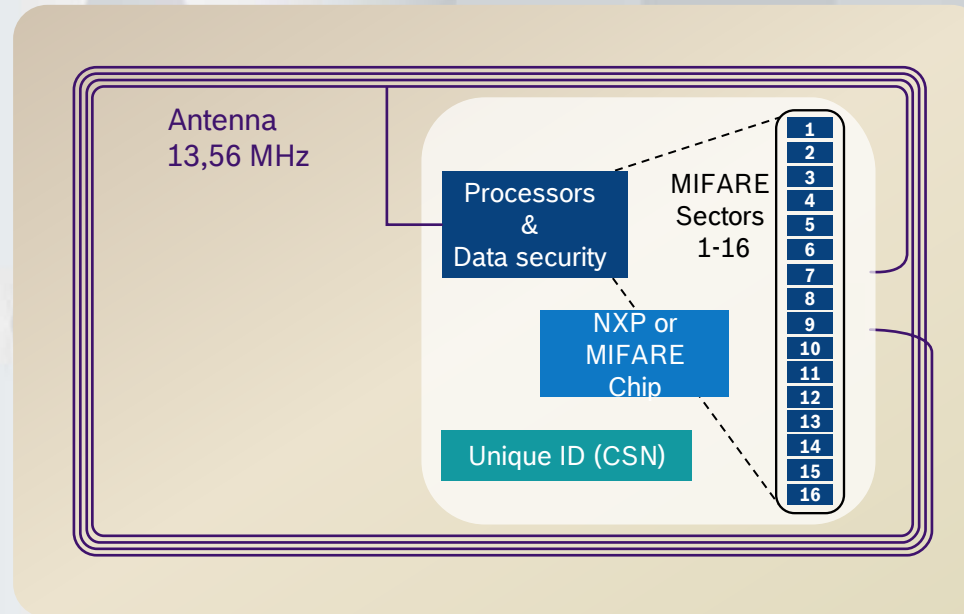 Antenna
13,56 MHz
Processors
&
Data security
MIFARE
Sectors
1-16
NXP or
MIFARE
Chip
Unique ID (CSN)
1
2
3
4
5
6
7
8
9
10
11
12
13
14
15
16